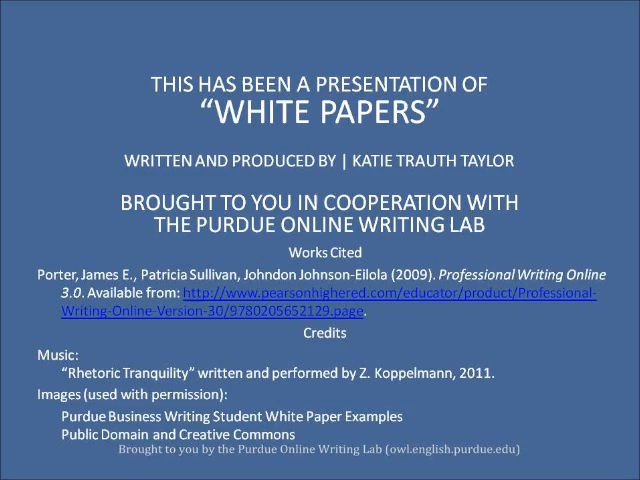 THIS HAS BEEN A PRESENTATION OF
“WHITE PAPERS”
WRITTEN AND PRODUCED BY | KATIE TRAUTH TAYLOR
BROUGHT TO YOU IN COOPERATION WITH
THE PURDUE ONLINE WRITING LAB
Works Cited
Porter, James E., Patricia Sullivan, Johndon Johnson-Eilola (2009). Professional Writing Online
3.0. Available from: http://www.pearsonhighered.com/educator/product/Professional-
Writing-Online-Version-30/9780205652129.page.
Credits
Music:
“Rhetoric Tranquility” written and performed by Z. Koppelmann, 2011.
Images (used with permission):
Purdue Business Writing Student White Paper Examples
Public Domain and Creative Commons
Brought to you by the Purdue Online Writing Lab (owl.english.purdue.edu)